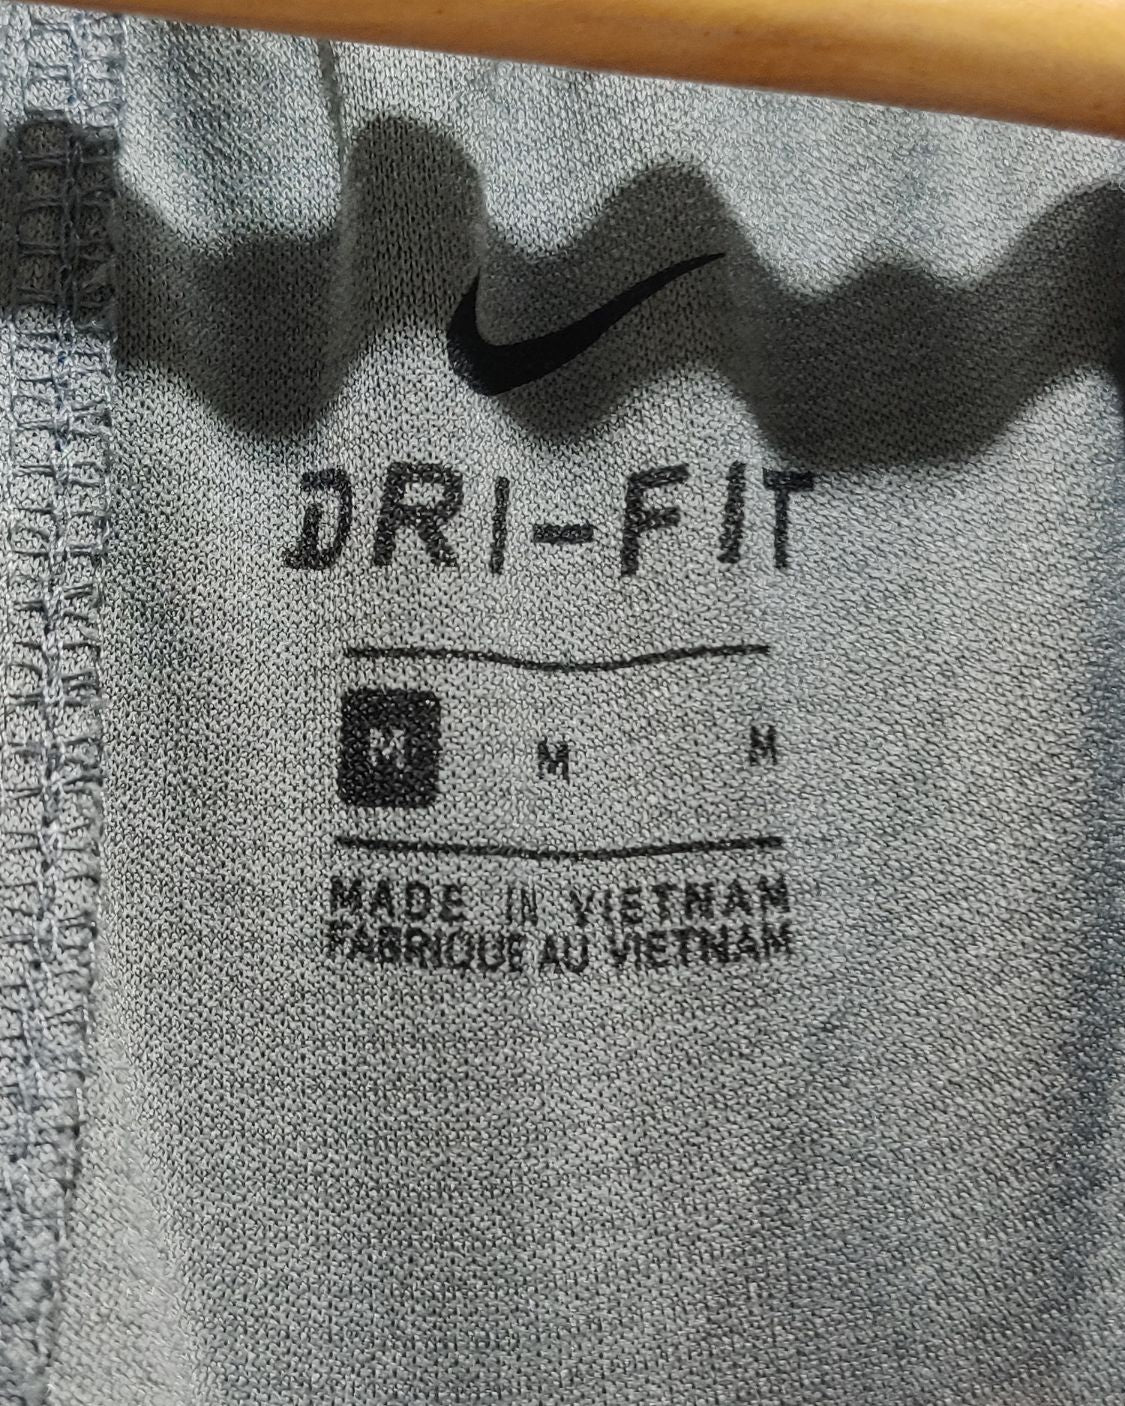 DRI-FIT
M M M
MADE IN VIETNAM
FABRIQUE AU VIETNAM